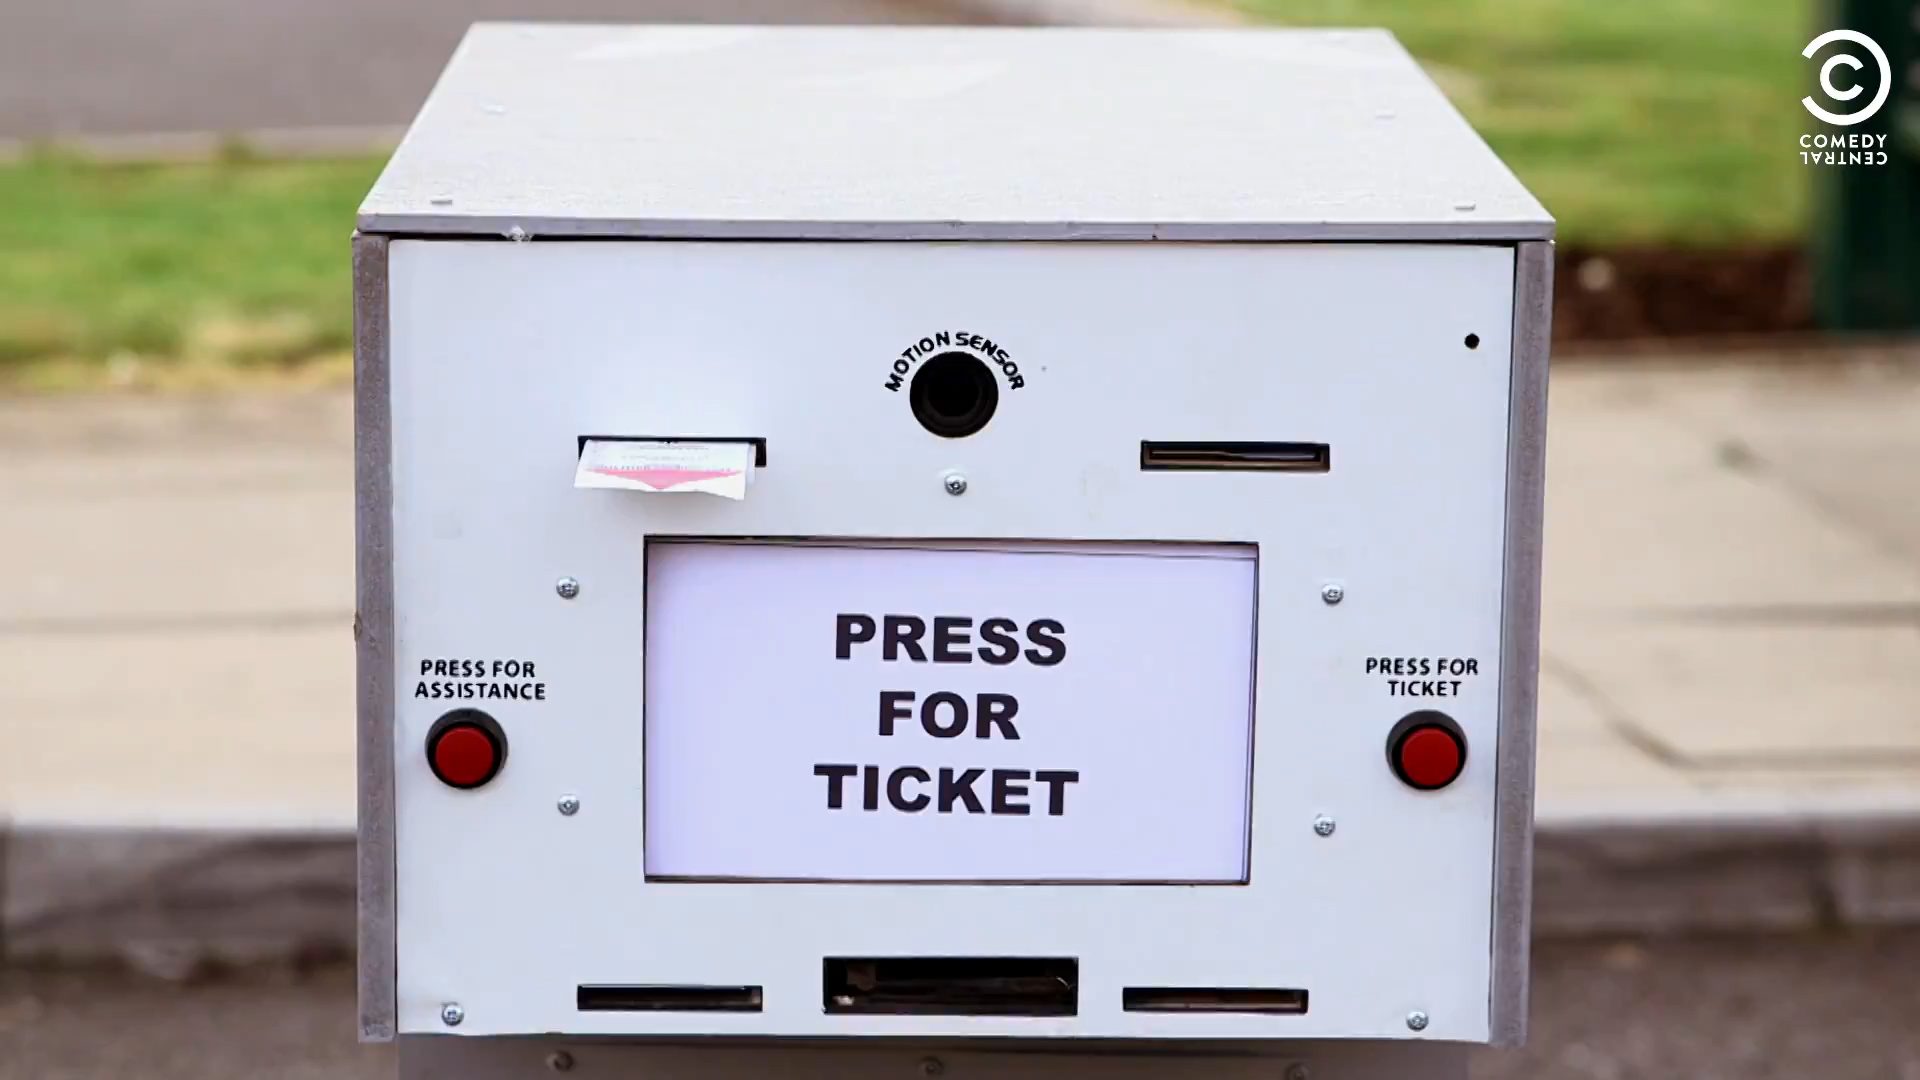 COMEDY
CENTRAL
MOTION SENSOR
PRESS
FOR
TICKET
PRESS FOR
ASSISTANCE
PRESS FOR
TICKET